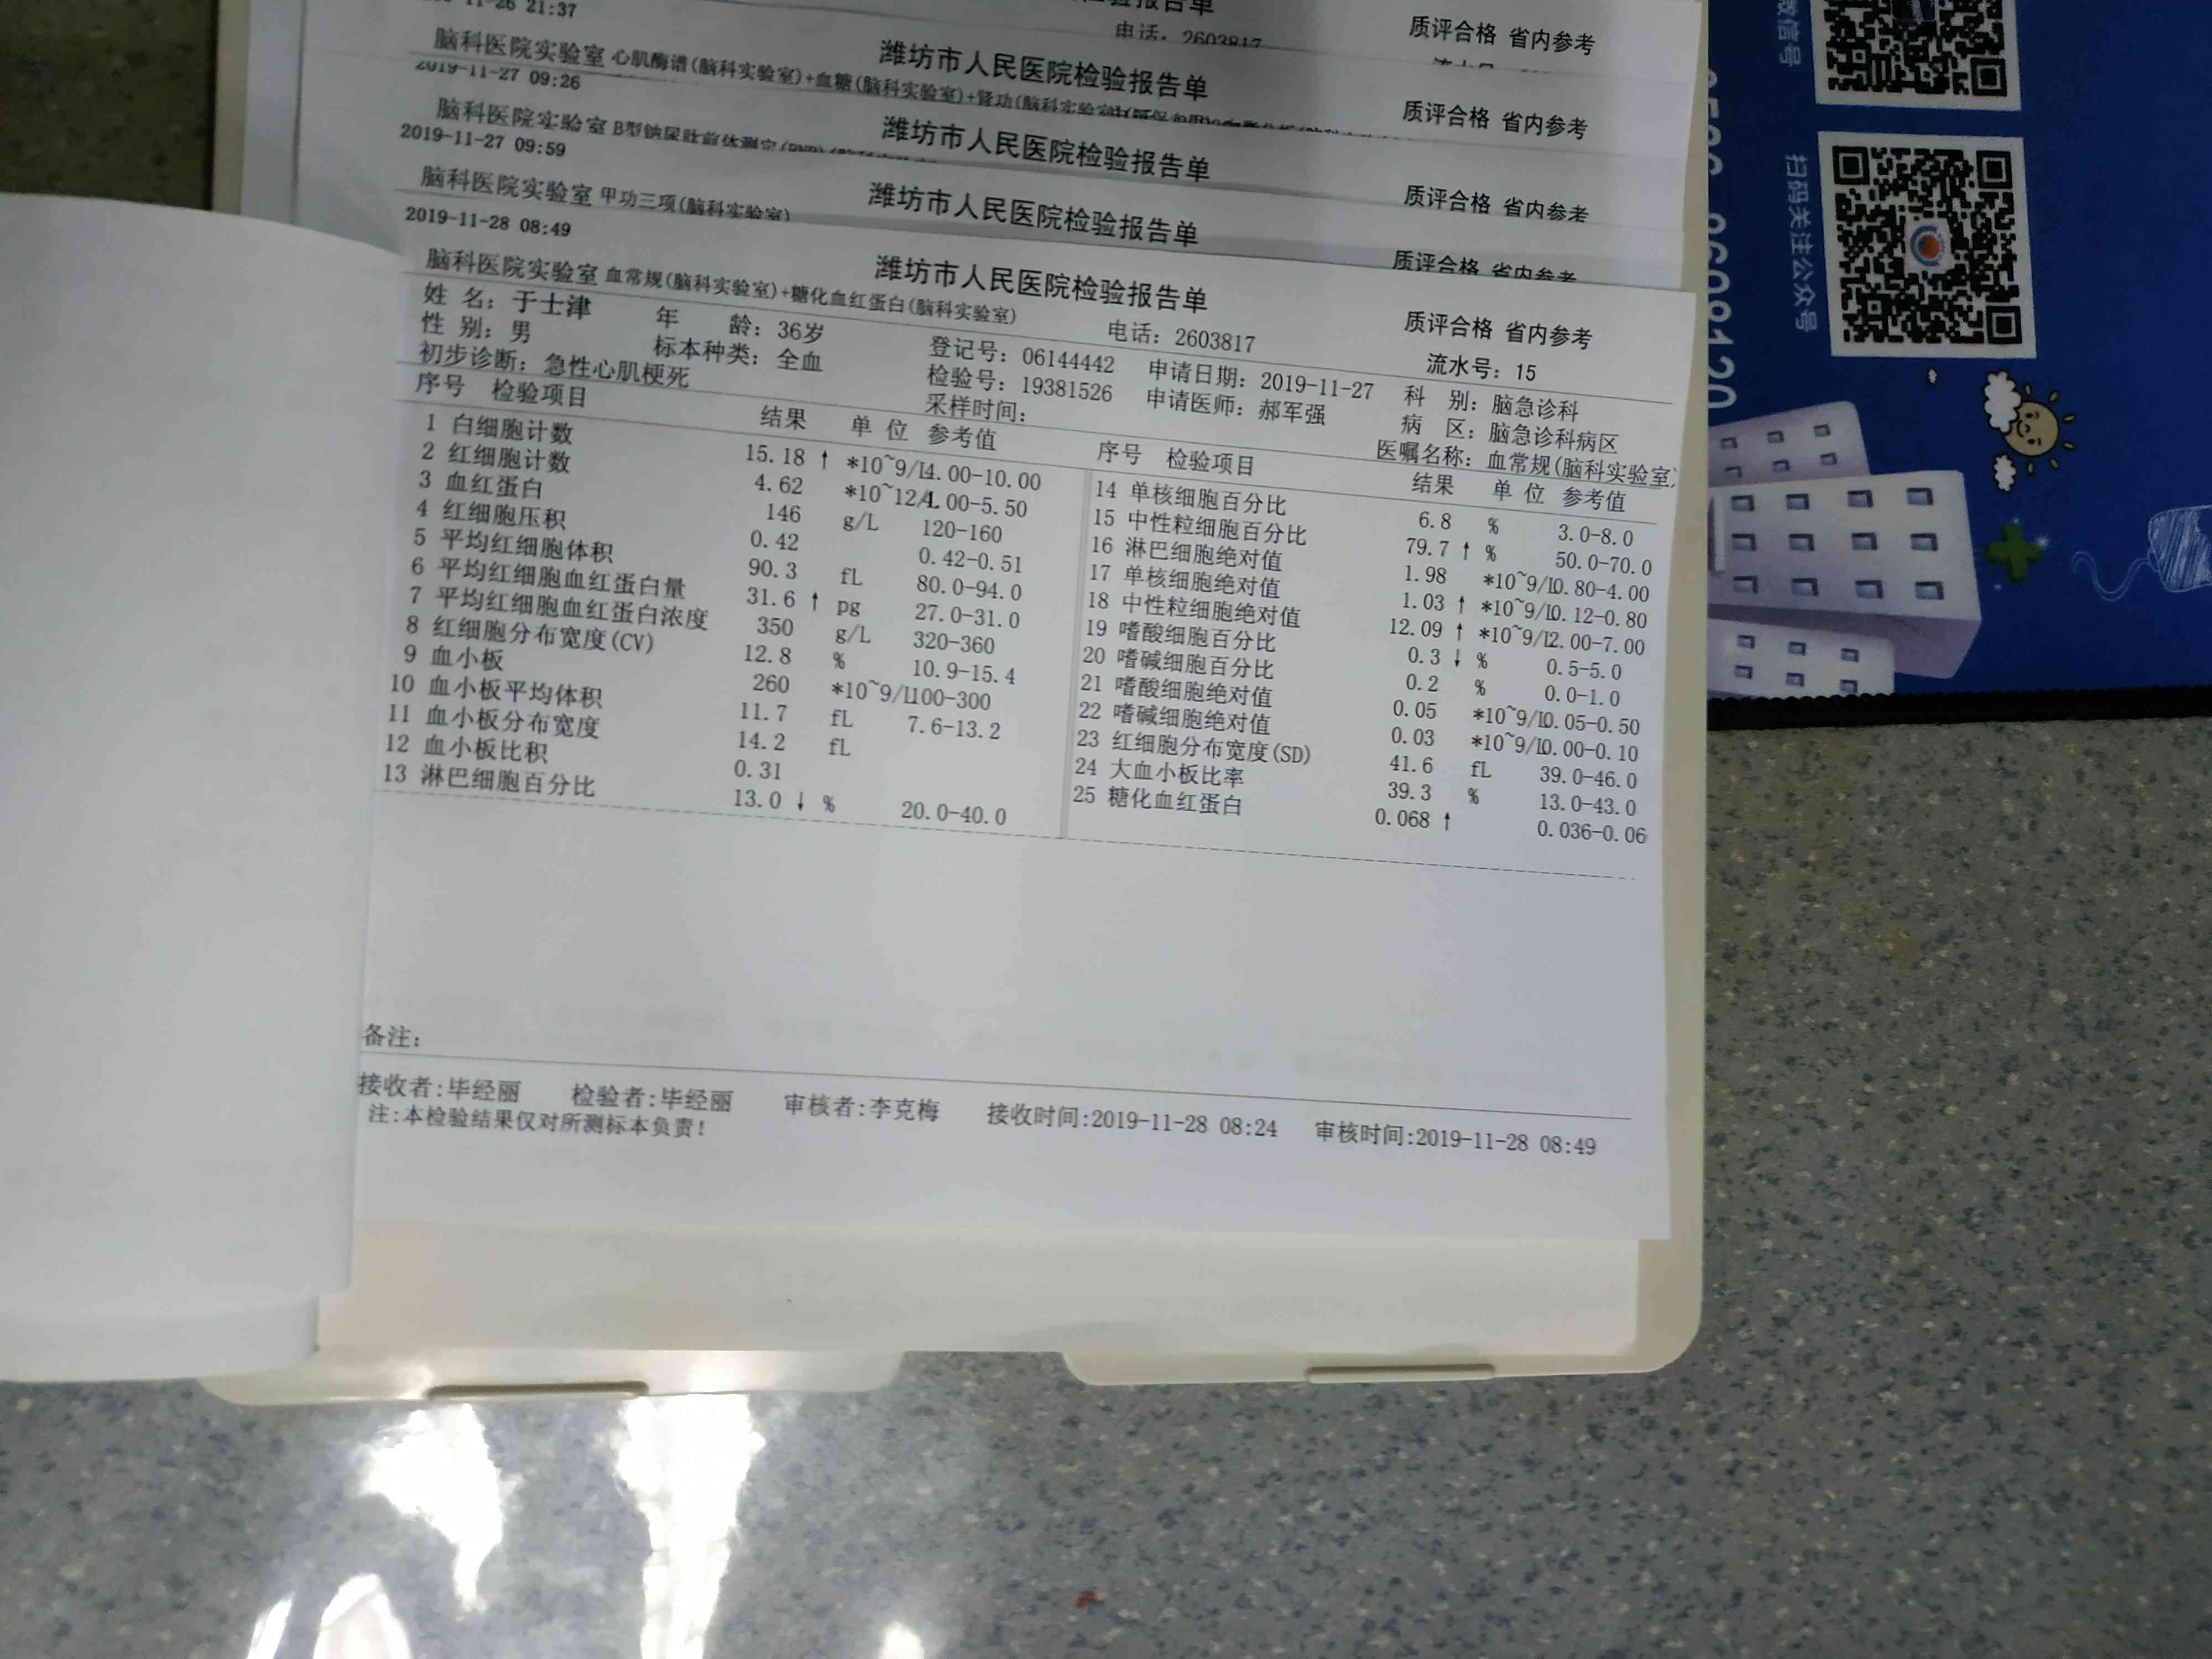 11-26 21:37
检验报告单
电话：2603817
质评合格 省内参考
脑科医院实验室 心肌酶谱(脑科实验室)+血糖(脑科实验室)+肾功(脑科实验室)
潍坊市人民医院检验报告单
2019-11-27 09:26
质评合格 省内参考
脑科医院实验室 B型钠尿肽前体测定(BNP)
潍坊市人民医院检验报告单
2019-11-27 09:59
质评合格 省内参考
脑科医院实验室 甲功三项(脑科实验室)
潍坊市人民医院检验报告单
2019-11-28 08:49
质评合格 省内参考
脑科医院实验室 血常规(脑科实验室)+糖化血红蛋白(脑科实验室)
潍坊市人民医院检验报告单
电话：2603817
质评合格 省内参考
流水号：15
姓 名：于士津 年 龄：36岁 登记号：06144442 申请日期：2019-11-27 科 别：脑急诊科
性 别：男 标本种类：全血 检验号：19381526 申请医师：郝军强 病 区：脑急诊科病区
初步诊断：急性心肌梗死 采样时间： 医嘱名称：血常规(脑科实验室)
序号 检验项目 结果 单 位 参考值
1 白细胞计数 15.18 ↑ *10~9/L 4.00-10.00
2 红细胞计数 4.62 *10~12/L 4.00-5.50
3 血红蛋白 146 g/L 120-160
4 红细胞压积 0.42 0.42-0.51
5 平均红细胞体积 90.3 fL 80.0-94.0
6 平均红细胞血红蛋白量 31.6 ↑ pg 27.0-31.0
7 平均红细胞血红蛋白浓度 350 g/L 320-360
8 红细胞分布宽度(CV) 12.8 % 10.9-15.4
9 血小板 260 *10~9/L 100-300
10 血小板平均体积 11.7 fL 7.6-13.2
11 血小板分布宽度 14.2 fL
12 血小板比积 0.31
13 淋巴细胞百分比 13.0 ↓ % 20.0-40.0
序号 检验项目 结果 单 位 参考值
14 单核细胞百分比 6.8 % 3.0-8.0
15 中性粒细胞百分比 79.7 ↑ % 50.0-70.0
16 淋巴细胞绝对值 1.98 *10~9/L 0.80-4.00
17 单核细胞绝对值 1.03 ↑ *10~9/L 0.12-0.80
18 中性粒细胞绝对值 12.09 ↑ *10~9/L 2.00-7.00
19 嗜酸细胞百分比 0.3 ↓ % 0.5-5.0
20 嗜碱细胞百分比 0.2 % 0.0-1.0
21 嗜酸细胞绝对值 0.05 *10~9/L 0.05-0.50
22 嗜碱细胞绝对值 0.03 *10~9/L 0.00-0.10
23 红细胞分布宽度(SD) 41.6 fL 39.0-46.0
24 大血小板比率 39.3 % 13.0-43.0
25 糖化血红蛋白 0.068 ↑ 0.036-0.06
备注：
接收者:毕经丽 检验者:毕经丽 审核者:李克梅 接收时间:2019-11-28 08:24 审核时间:2019-11-28 08:49
注:本检验结果仅对所测标本负责！
微信号
扫码关注公众号